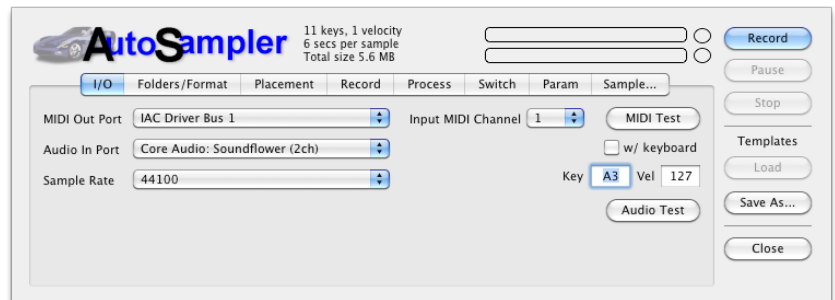 AutoSampler
11 keys, 1 velocity
6 secs per sample
Total size 5.6 MB
Record
Pause
Stop
Templates
Load
Save As...
Close
I/O Folders/Format Placement Record Process Switch Param Sample...
MIDI Out Port IAC Driver Bus 1 Input MIDI Channel 1 MIDI Test
Audio In Port Core Audio: Soundflower (2ch) w/ keyboard
Sample Rate 44100 Key A3 Vel 127
Audio Test